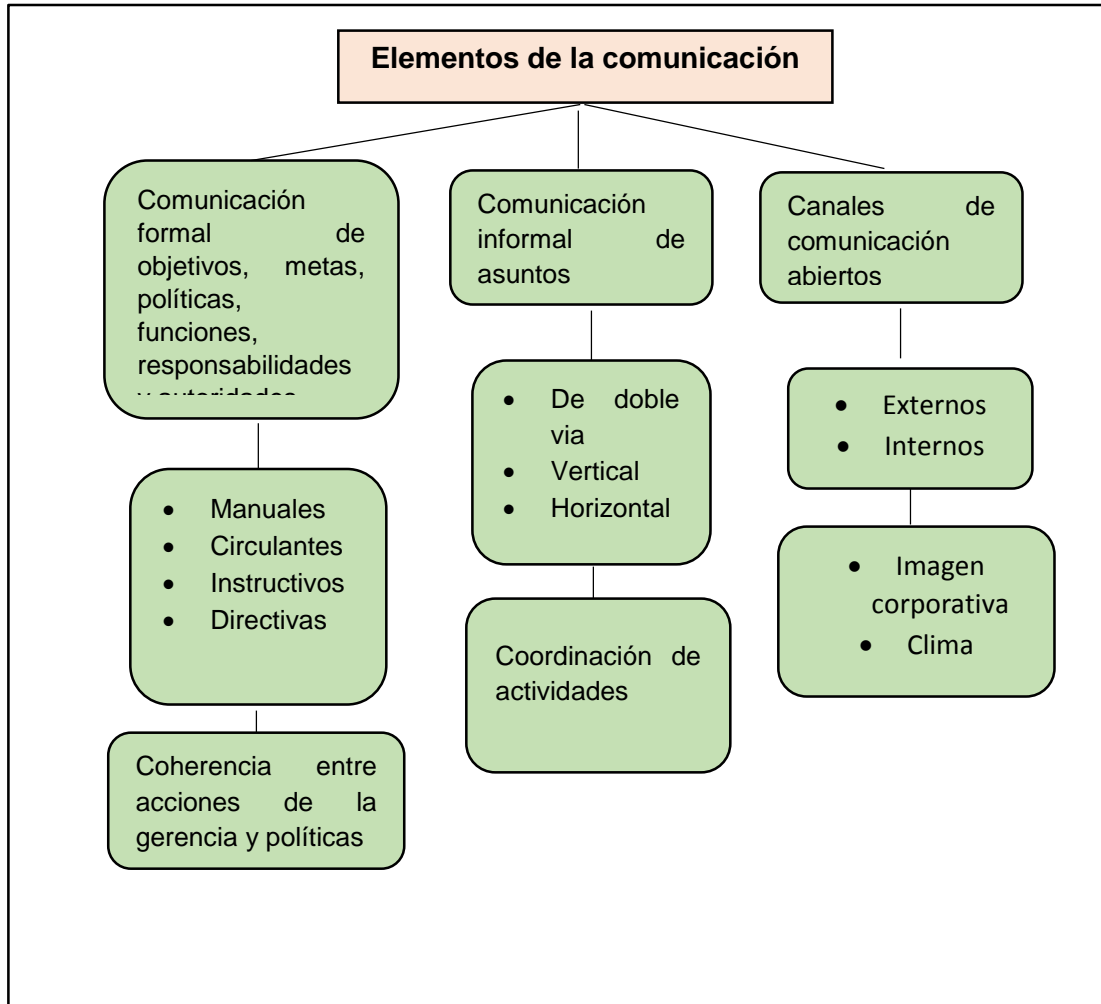 Elementos de la comunicación
Comunicación
formal de
objetivos, metas,
políticas,
funciones,
responsabilidades
y autoridades
Manuales
Circulantes
Instructivos
Directivas
Coherencia entre
acciones de la
gerencia y políticas
Comunicación
informal de
asuntos
De doble
via
Vertical
Horizontal
Coordinación de
actividades
Canales de
comunicación
abiertos
Externos
Internos
Imagen
corporativa
Clima